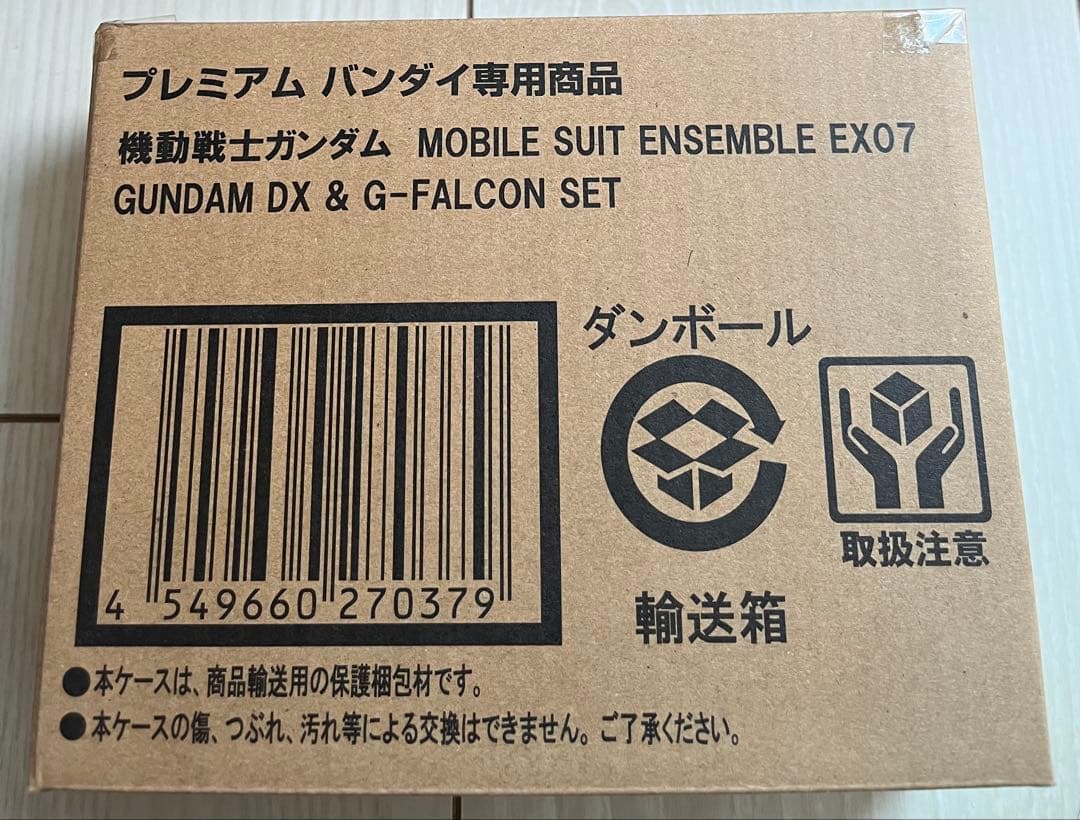 プレミアム バンダイ専用商品
機動戦士ガンダム MOBILE SUIT ENSEMBLE EX07
GUNDAM DX & G-FALCON SET
ダンボール
取扱注意
4 549660 270379
輸送箱
●本ケースは、商品輸送用の保護梱包材です。
●本ケースの傷、つぶれ、汚れ等による交換はできません。ご了承ください。